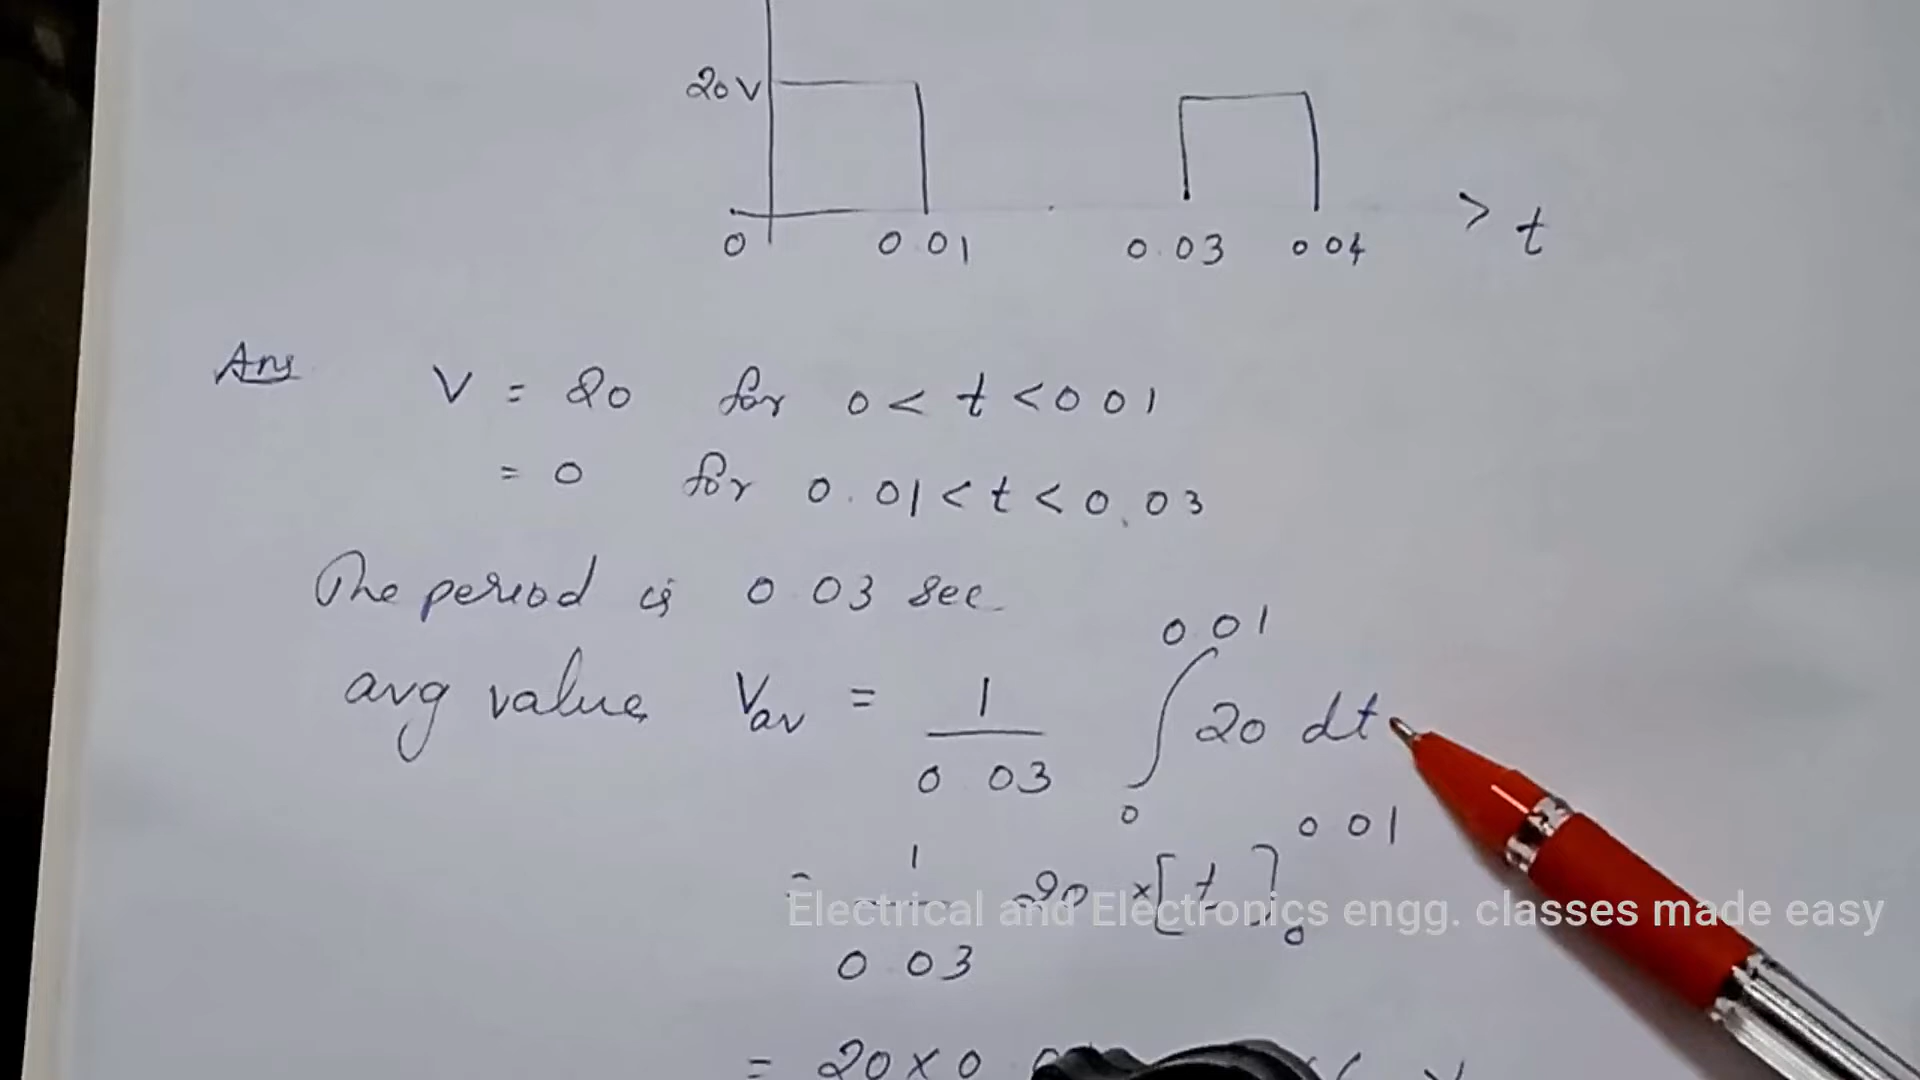 20 V
0 0.01 0.03 0.04 > t
Ans V = 20 for 0 < t < 0 01
= 0 for 0.01 < t < 0.03
The period is 0 03 sec
0.01
avg value Vav = 1 ∫ 20 dt
0 03 0
1 20 × [ t ] 0 01
0 03 0
= 20 × 0
Electrical and Electronics engg. classes made easy